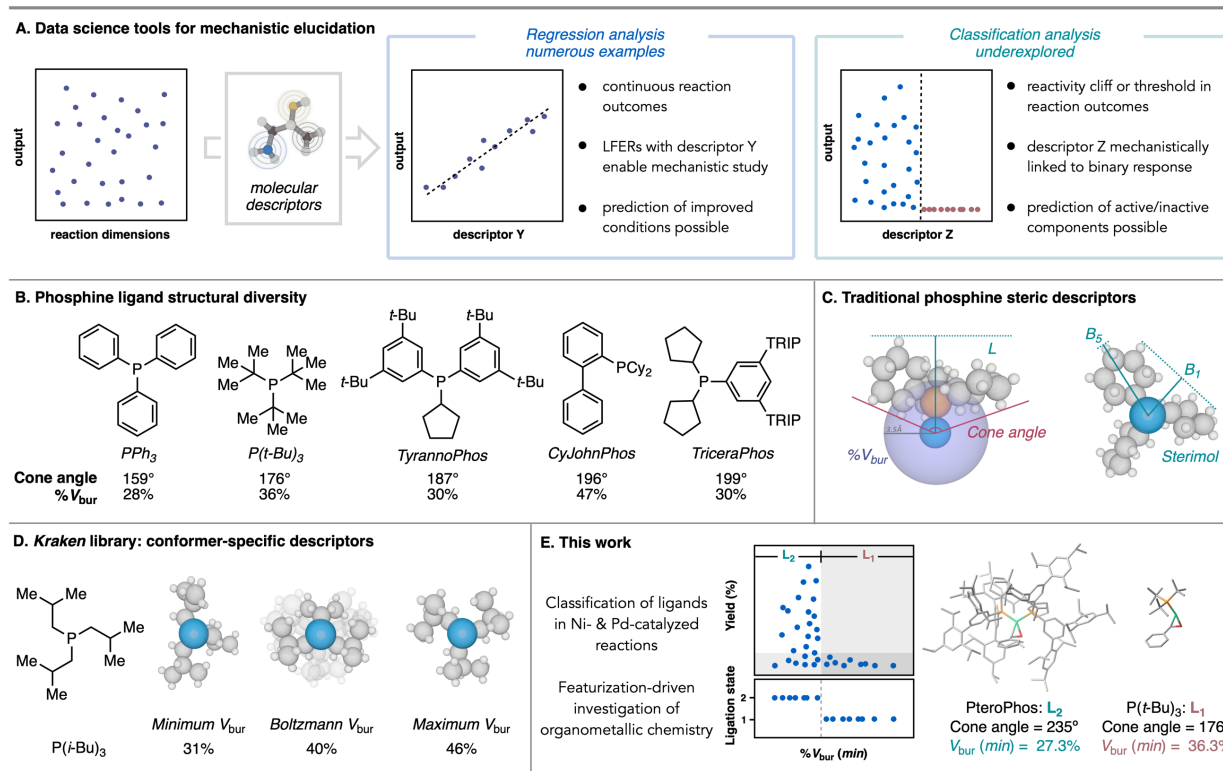 A. Data science tools for mechanistic elucidation
output
reaction dimensions
molecular
descriptors
Regression analysis
numerous examples
output
descriptor Y
continuous reaction
outcomes
LFERs with descriptor Y
enable mechanistic study
prediction of improved
conditions possible
Classification analysis
underexplored
output
descriptor Z
reactivity cliff or threshold in
reaction outcomes
descriptor Z mechanistically
linked to binary response
prediction of active/inactive
components possible
B. Phosphine ligand structural diversity
P
PPh3
Me
Me
Me
Me
Me
Me
P
Me
Me
Me
P(t-Bu)3
t-Bu
t-Bu
t-Bu
P
t-Bu
TyrannoPhos
PCy2
CyJohnPhos
TRIP
P
TRIP
TriceraPhos
Cone angle 159° 176° 187° 196° 199°
%Vbur 28% 36% 30% 47% 30%
C. Traditional phosphine steric descriptors
L
3.5Å
Cone angle
%Vbur
B5
B1
Sterimol
D. Kraken library: conformer-specific descriptors
Me
Me
Me
P
Me
Me
Me
P(i-Bu)3
Minimum Vbur
Boltzmann Vbur
Maximum Vbur
31%
40%
46%
E. This work
Classification of ligands
in Ni- & Pd-catalyzed
reactions
Featurization-driven
investigation of
organometallic chemistry
L2
L1
Yield (%)
Ligation state
2
1
%Vbur (min)
PteroPhos: L2
Cone angle = 235º
Vbur (min) = 27.3%
P(t-Bu)3: L1
Cone angle = 176
Vbur (min) = 36.3%